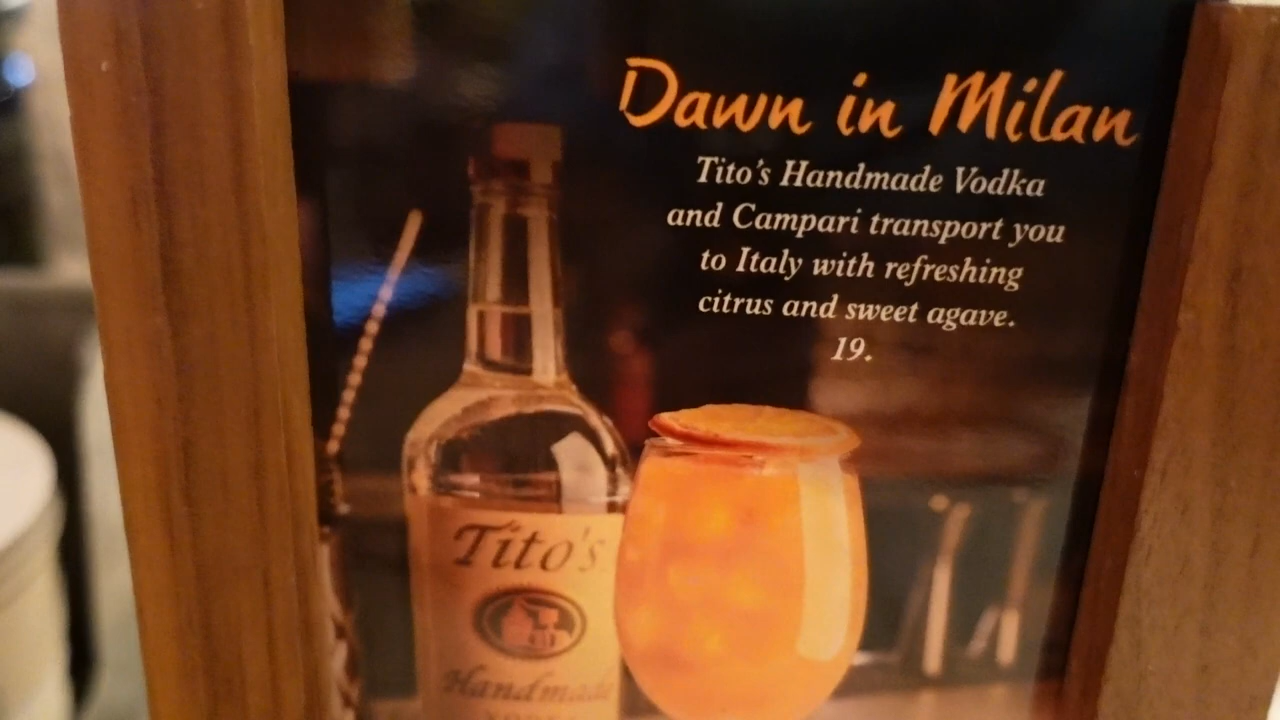 Dawn in Milan
Tito's Handmade Vodka
and Campari transport you
to Italy with refreshing
citrus and sweet agave.
19.
Tito's
Handmade